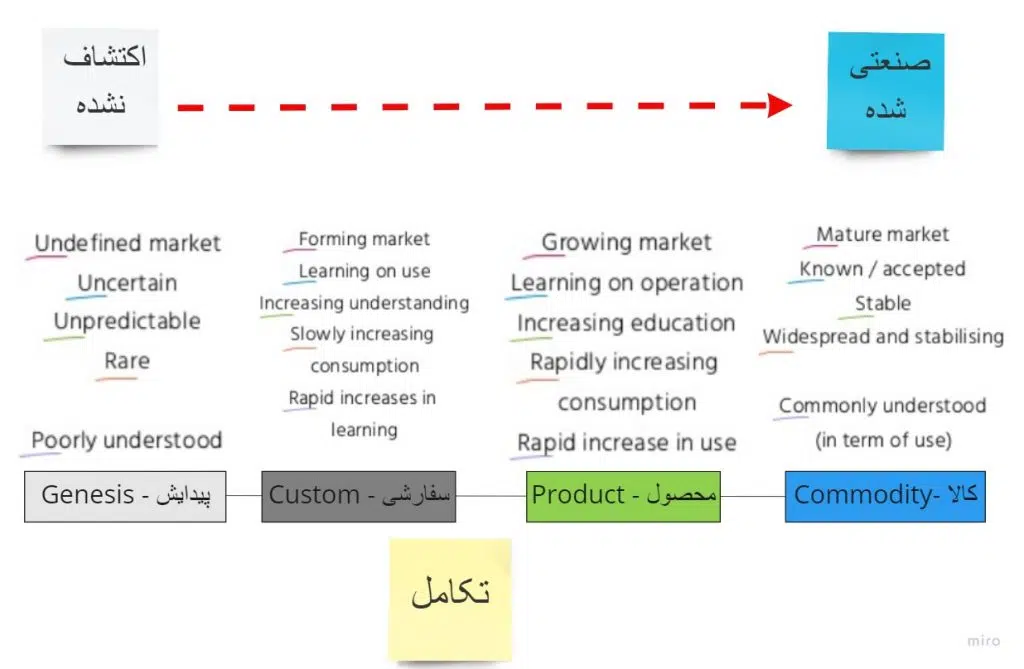 اکتشاف
نشده
صنعتی
شده
Undefined market
Uncertain
Unpredictable
Rare
Poorly understood
Forming market
Learning on use
Increasing understanding
Slowly increasing
consumption
Rapid increases in
learning
Growing market
Learning on operation
Increasing education
Rapidly increasing
consumption
Rapid increase in use
Mature market
Known / accepted
Stable
Widespread and stabilising
Commonly understood
(in term of use)
Genesis - پیدایش
Custom - سفارشی
Product - محصول
Commodity- کالا
تکامل
miro